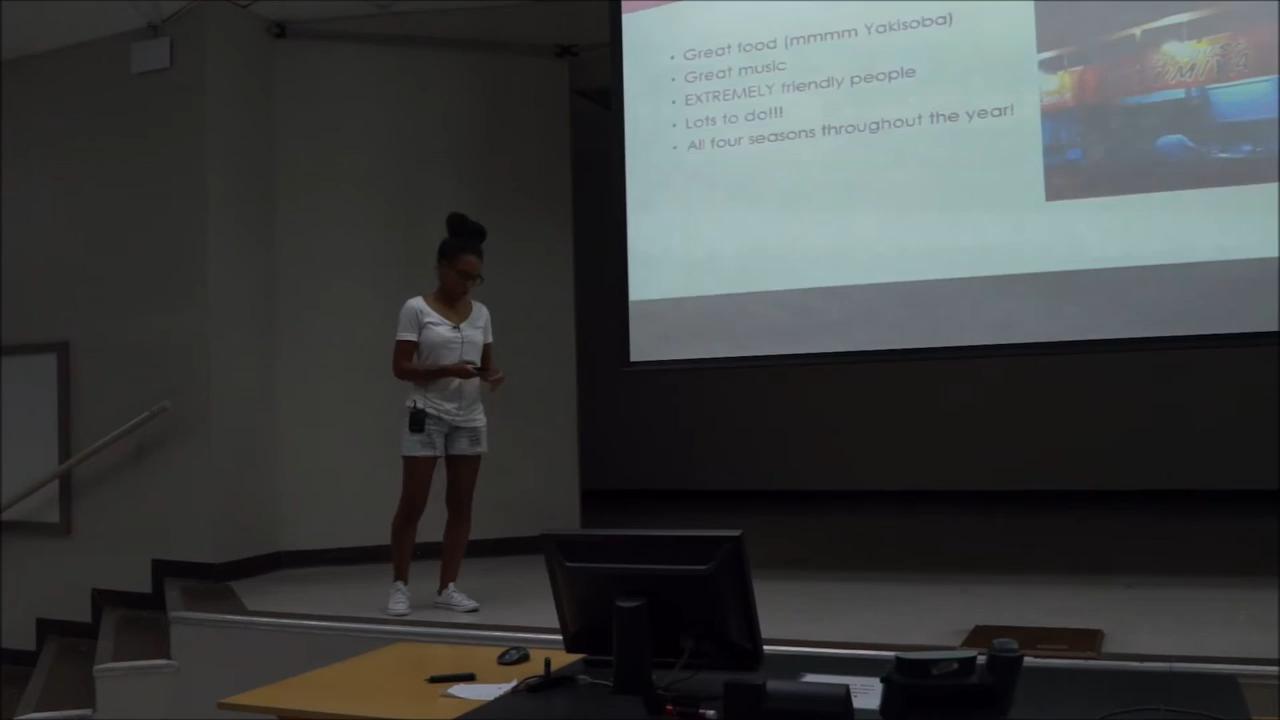 Great food (mmmm Yakisoba)
Great music
EXTREMELY friendly people
Lots to do!!!
All four seasons throughout the year!